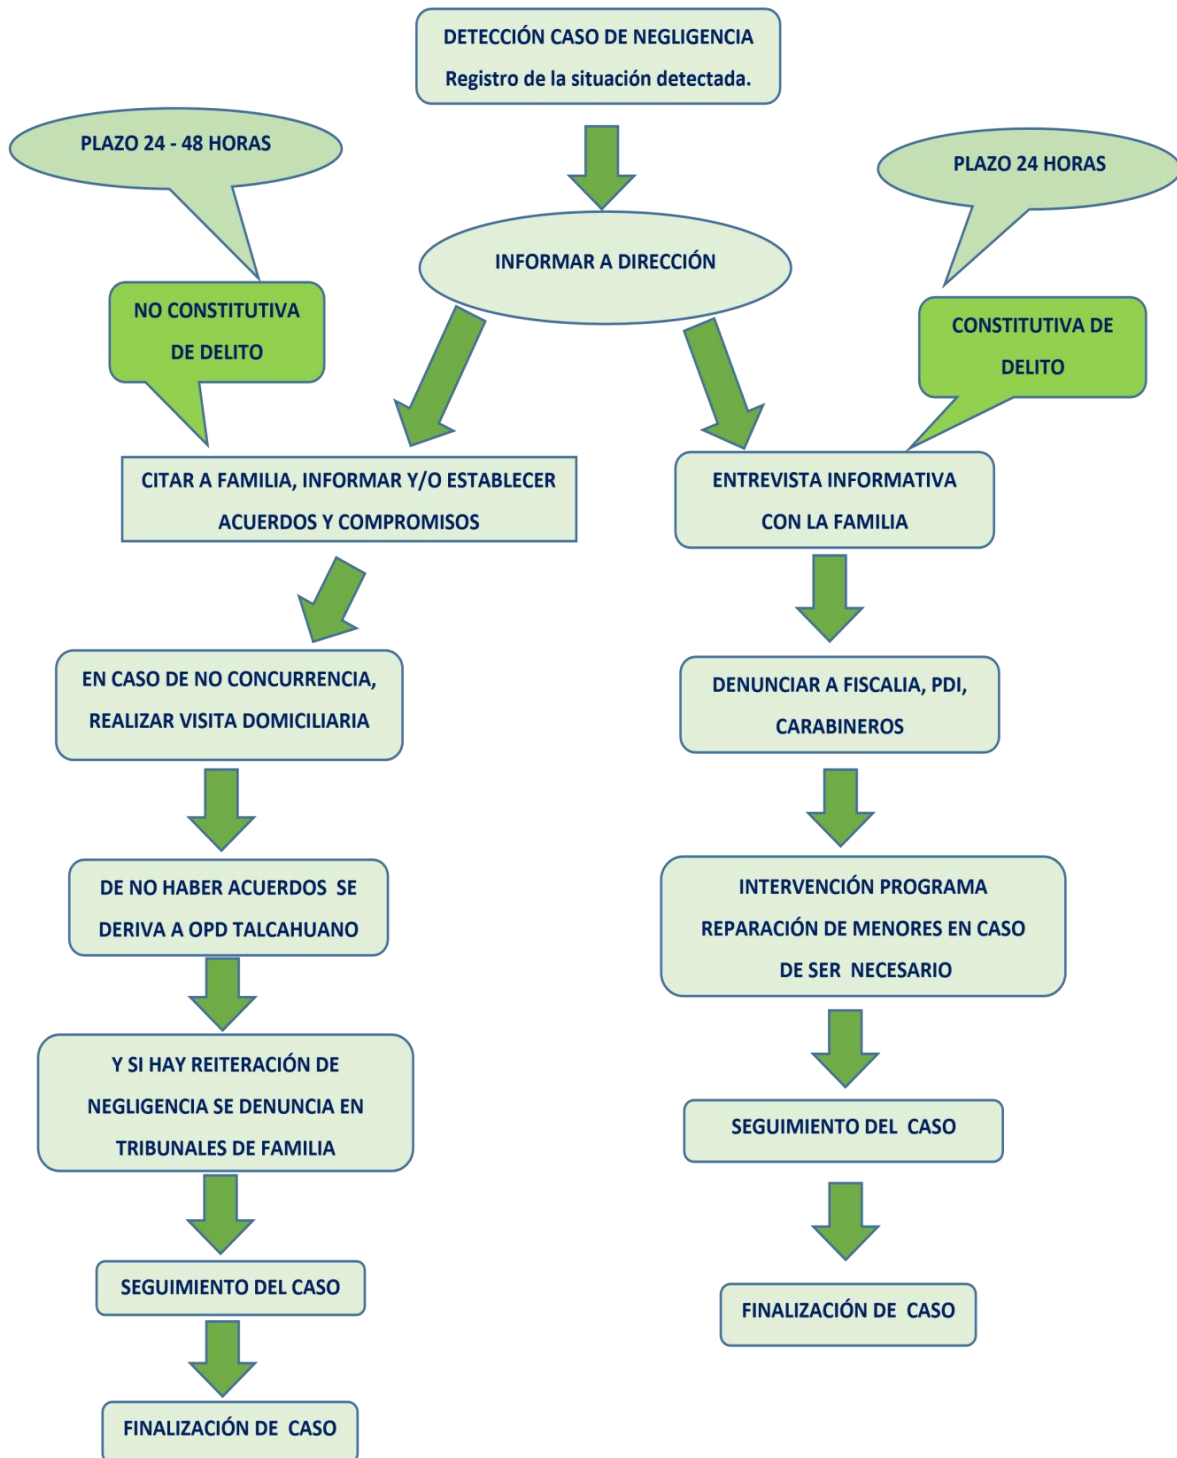 DETECCIÓN CASO DE NEGLIGENCIA
Registro de la situación detectada.
PLAZO 24 - 48 HORAS
PLAZO 24 HORAS
INFORMAR A DIRECCIÓN
NO CONSTITUTIVA
DE DELITO
CONSTITUTIVA DE
DELITO
CITAR A FAMILIA, INFORMAR Y/O ESTABLECER
ACUERDOS Y COMPROMISOS
ENTREVISTA INFORMATIVA
CON LA FAMILIA
EN CASO DE NO CONCURRENCIA,
REALIZAR VISITA DOMICILIARIA
DENUNCIAR A FISCALIA, PDI,
CARABINEROS
DE NO HABER ACUERDOS SE
DERIVA A OPD TALCAHUANO
INTERVENCIÓN PROGRAMA
REPARACIÓN DE MENORES EN CASO
DE SER NECESARIO
Y SI HAY REITERACIÓN DE
NEGLIGENCIA SE DENUNCIA EN
TRIBUNALES DE FAMILIA
SEGUIMIENTO DEL CASO
SEGUIMIENTO DEL CASO
FINALIZACIÓN DE CASO
FINALIZACIÓN DE CASO